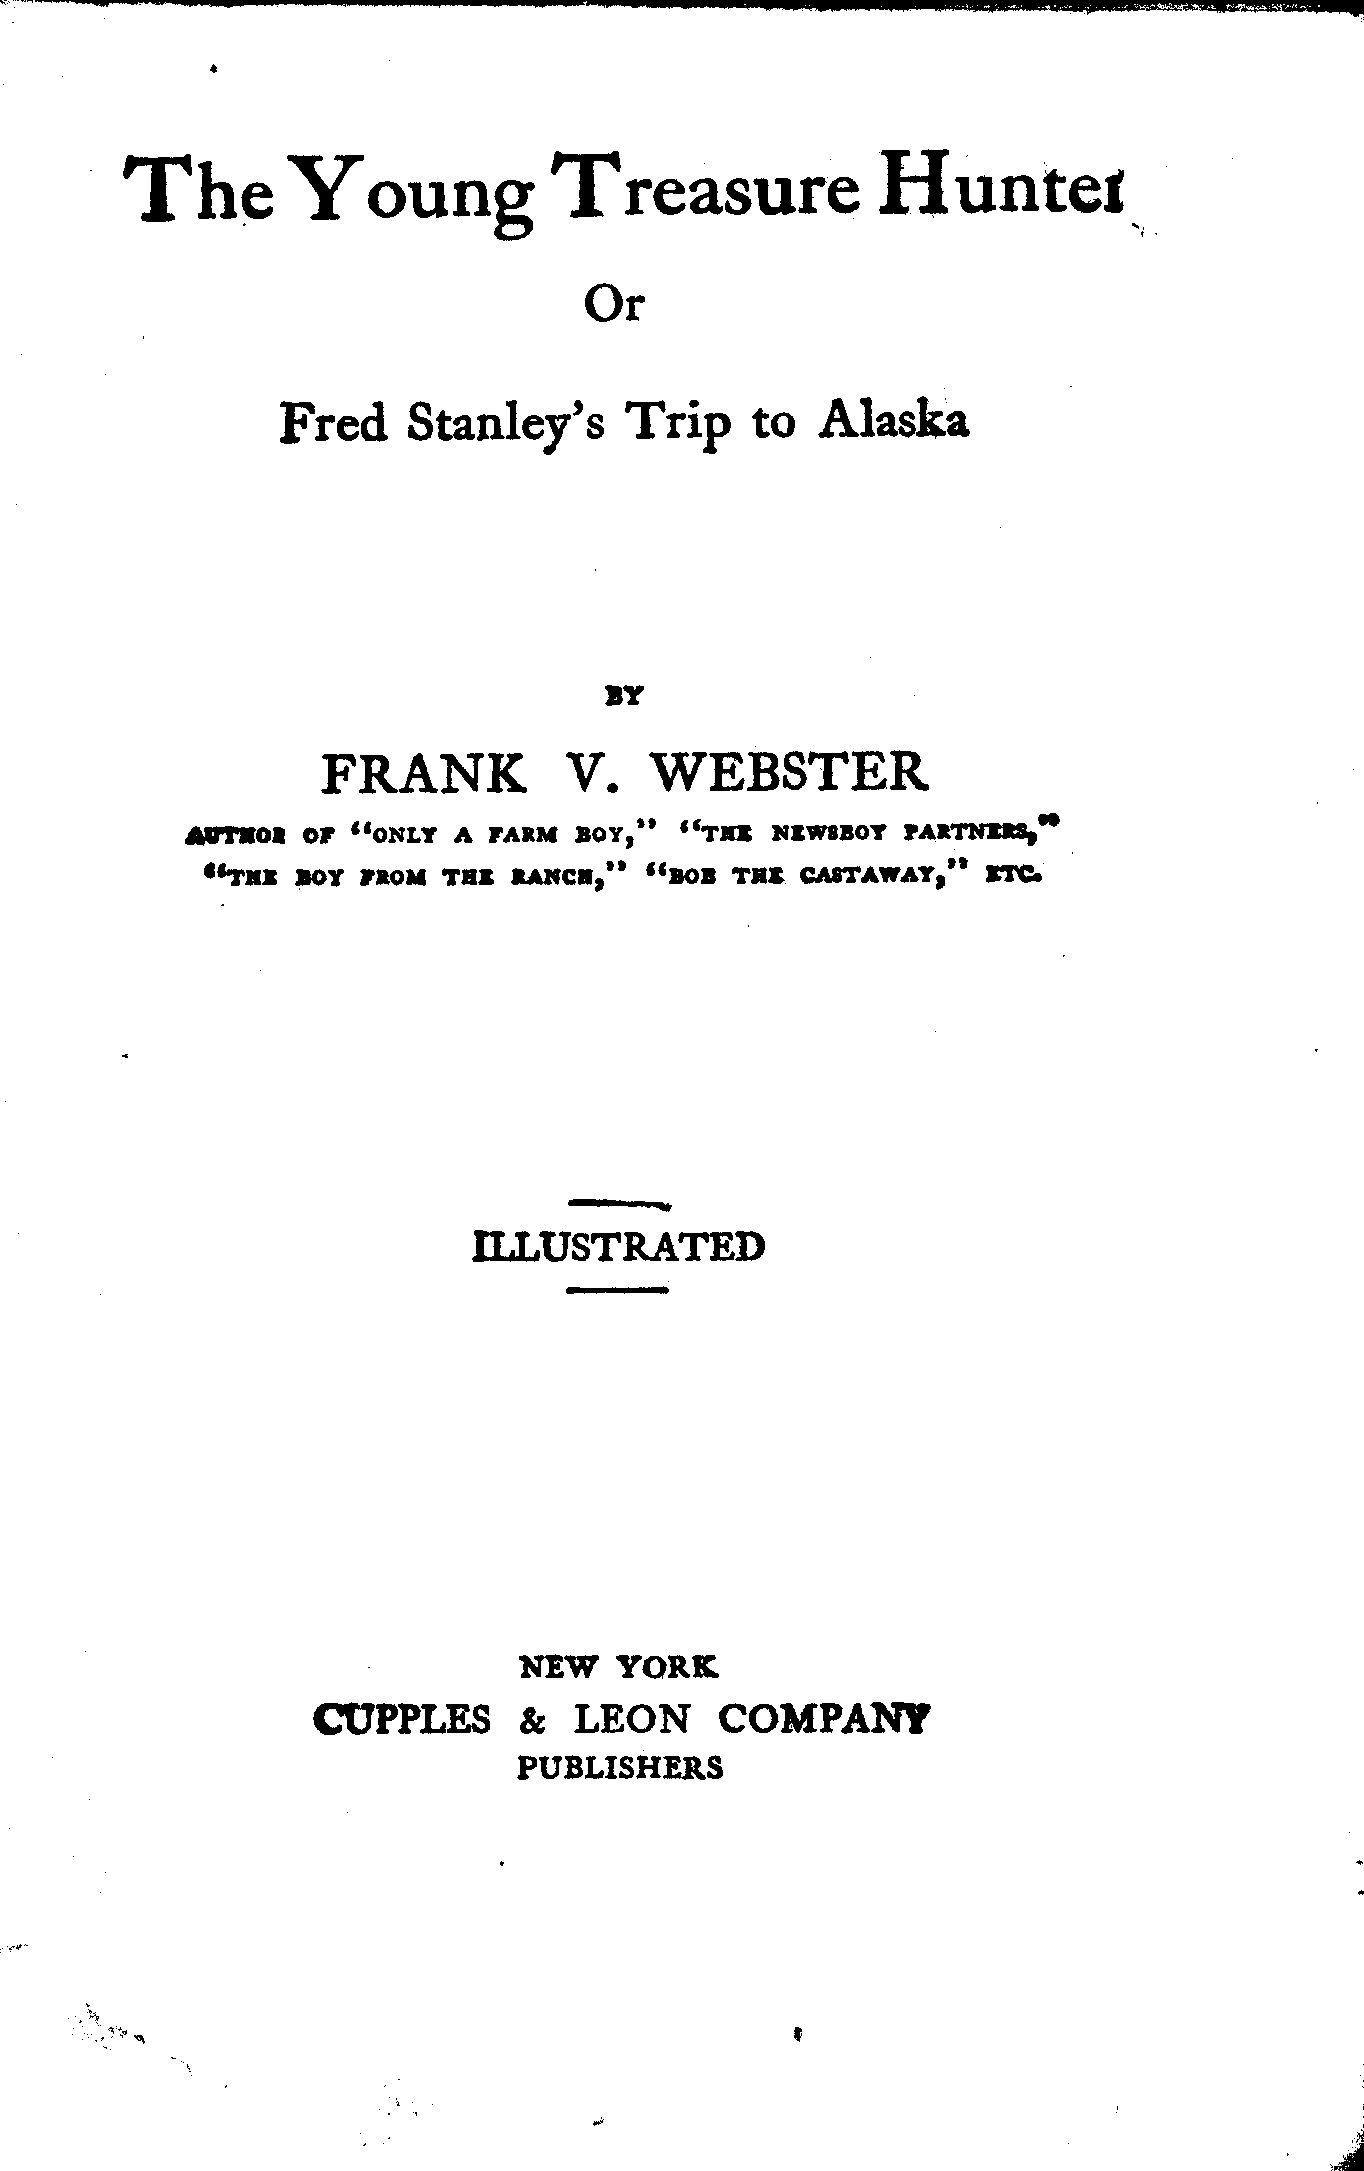 The Young Treasure Hunter
Or
Fred Stanley's Trip to Alaska
BY
FRANK V. WEBSTER
AUTHOR OF "ONLY A FARM BOY," "THE NEWSBOY PARTNERS,"
"THE BOY FROM THE RANCH," "BOB THE CASTAWAY," ETC.
ILLUSTRATED
NEW YORK
CUPPLES & LEON COMPANY
PUBLISHERS